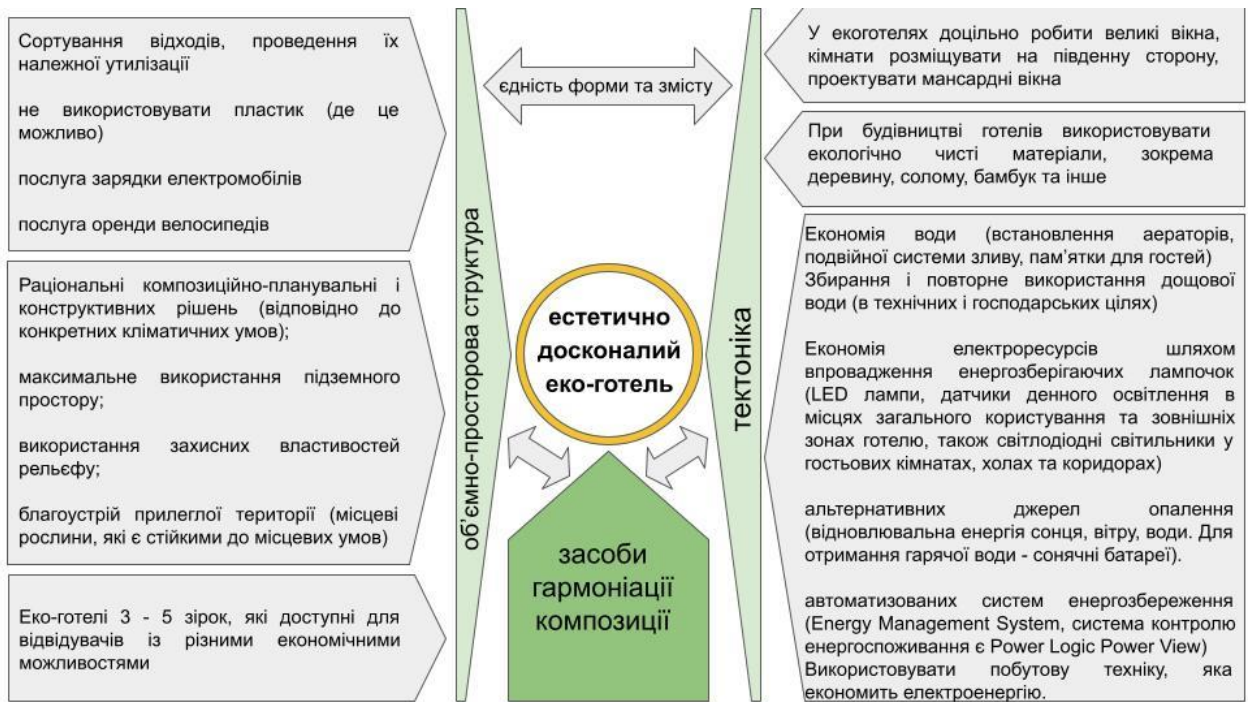 Сортування відходів, проведення їх
належної утилізації
не використовувати пластик (де це
можливо)
послуга зарядки електромобілів
послуга оренди велосипедів
Раціональні композиційно-планувальні і
конструктивних рішень (відповідно до
конкретних кліматичних умов);
максимальне використання підземного
простору;
використання захисних властивостей
рельєфу;
благоустрій прилеглої території (місцеві
рослини, які є стійкими до місцевих умов)
Еко-готелі 3 - 5 зірок, які доступні для
відвідувачів із різними економічними
можливостями
об’ємно-просторова структура
єдність форми та змісту
естетично
досконалий
еко-готель
засоби
гармоніації
композиції
тектоніка
У екоготелях доцільно робити великі вікна,
кімнати розміщувати на південну сторону,
проектувати мансардні вікна
При будівництві готелів використовувати
екологічно чисті матеріали, зокрема
деревину, солому, бамбук та інше
Економія води (встановлення аераторів,
подвійної системи зливу, пам’ятки для гостей)
Збирання і повторне використання дощової
води (в технічних і господарських цілях)
Економія електроресурсів шляхом
впровадження енергозберігаючих лампочок
(LED лампи, датчики денного освітлення в
місцях загального користування та зовнішніх
зонах готелю, також світлодіодні світильники у
гостьових кімнатах, холах та коридорах)
альтернативних джерел опалення
(відновлювальна енергія сонця, вітру, води. Для
отримання гарячої води - сонячні батареї).
автоматизованих систем енергозбереження
(Energy Management System, система контролю
енергоспоживання є Power Logic Power View)
Використовувати побутову техніку, яка
економить електроенергію.